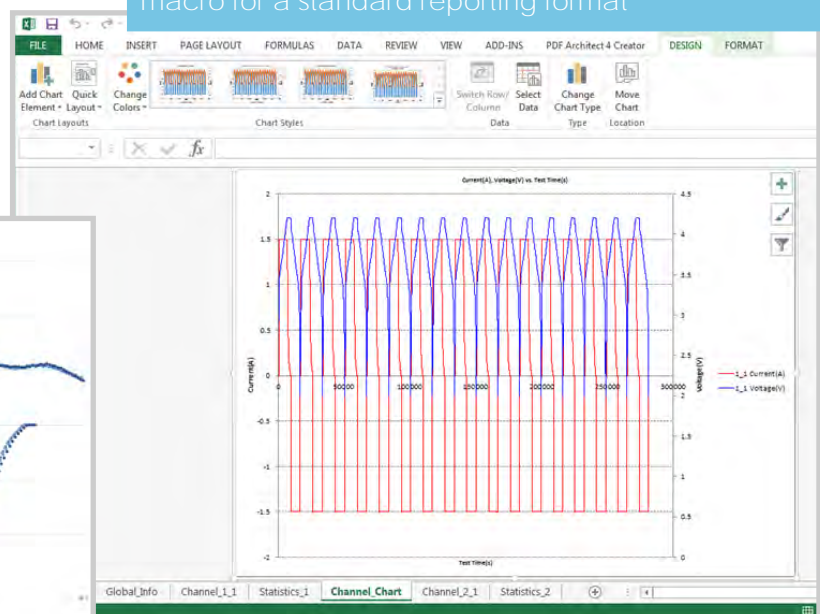 macro for a standard reporting format
FILE HOME INSERT PAGE LAYOUT FORMULAS DATA REVIEW VIEW ADD-INS PDF Architect 4 Creator DESIGN FORMAT
Add Chart Quick Change Switch Row/ Select Change Move
Element Layout Colors Column Data Chart Type Chart
Chart Layouts Chart Styles Data Type Location
fx
Current(A), Voltage(V) vs. Test Time(s)
2 4.5
1.5 4
1 3.5
0.5 3
0 2.5
-0.5 2
-1 1.5
-1.5 1
-2 0.5
0
0 50000 100000 150000 200000 250000 300000
Current(A)
Voltage(V)
1_1 Current(A)
1_1 Voltage(V)
Test Time(s)
Global_Info Channel_1_1 Statistics_1 Channel_Chart Channel_2_1 Statistics_2